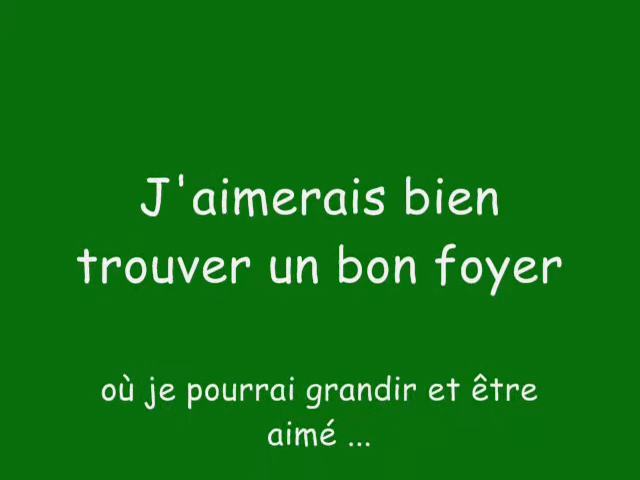 J'aimerais bien
trouver un bon foyer
où je pourrai grandir et être
aimé ...